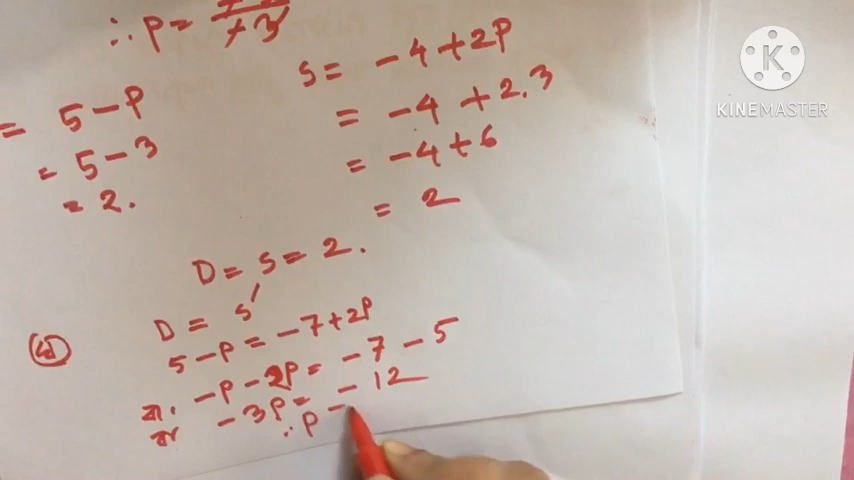 ∴ P =
S = -4 + 2P
= 5 - P
= -4 + 2.3
= 5 - 3
= -4 + 6
= 2.
= 2
D = S = 2.
D = S'
5 - P = -7 + 2P
বা. -P - 2P = -7 - 5
বা - 3P = - 12
∴ P -
KINEMASTER